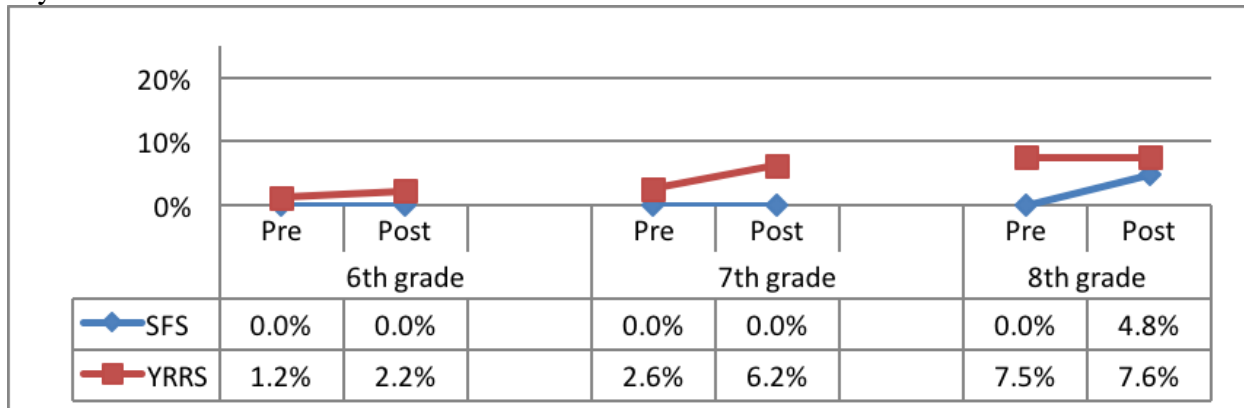 20%
10%
0%
Pre Post Pre Post Pre Post
6th grade 7th grade 8th grade
SFS 0.0% 0.0% 0.0% 0.0% 0.0% 4.8%
YRRS 1.2% 2.2% 2.6% 6.2% 7.5% 7.6%